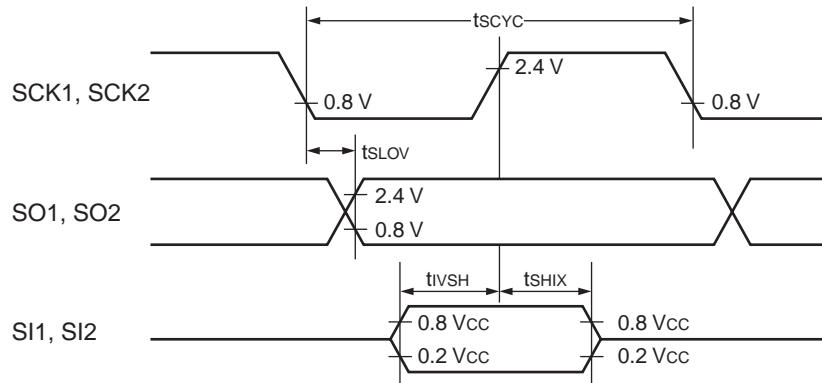 tSCYC
SCK1, SCK2
2.4 V
0.8 V
0.8 V
tSLOV
SO1, SO2
2.4 V
0.8 V
tIVSH
tSHIX
SI1, SI2
0.8 VCC
0.8 VCC
0.2 VCC
0.2 VCC